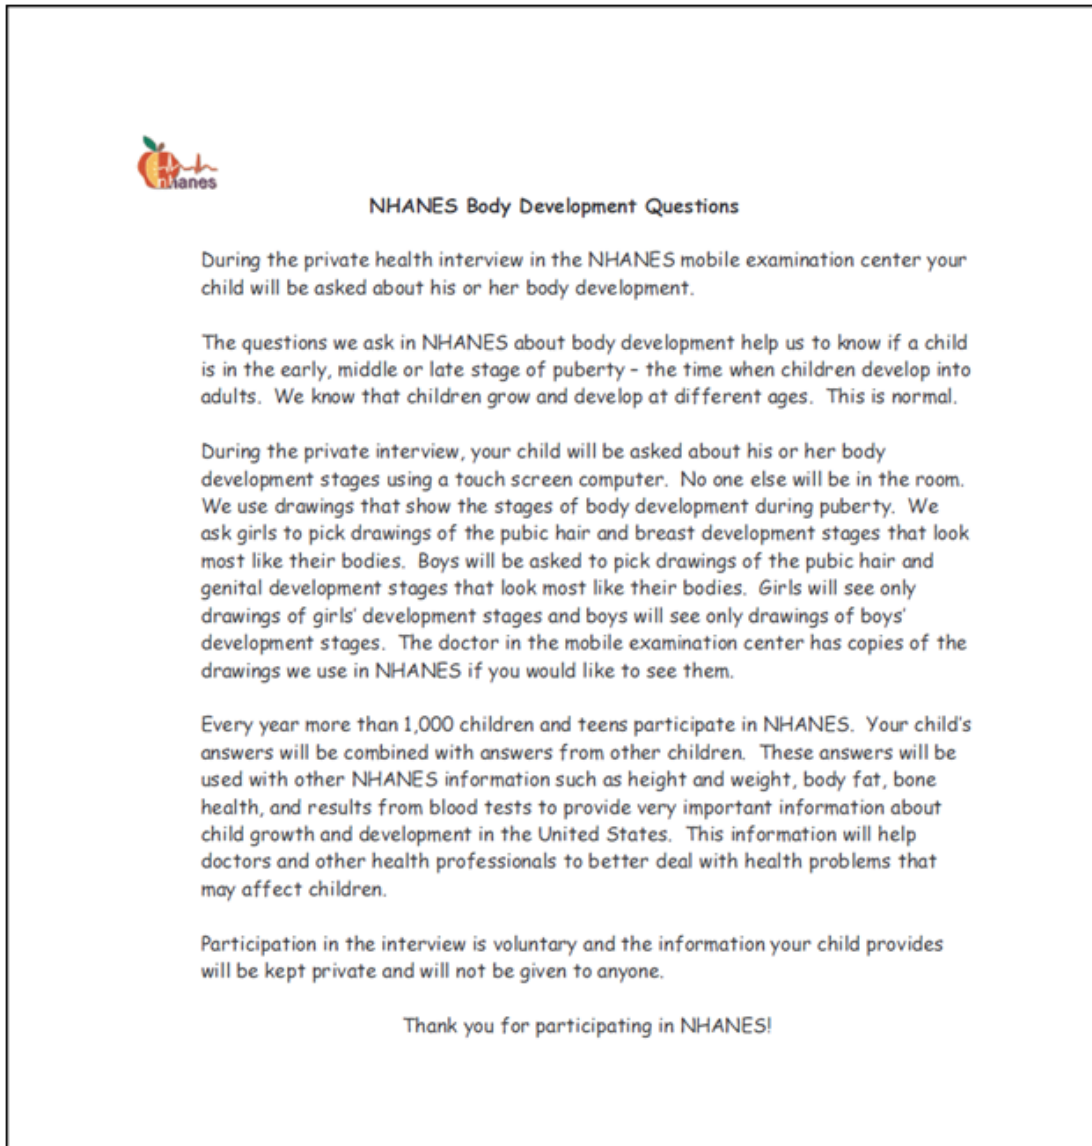 nhanes
NHANES Body Development Questions
During the private health interview in the NHANES mobile examination center your
child will be asked about his or her body development.
The questions we ask in NHANES about body development help us to know if a child
is in the early, middle or late stage of puberty – the time when children develop into
adults. We know that children grow and develop at different ages. This is normal.
During the private interview, your child will be asked about his or her body
development stages using a touch screen computer. No one else will be in the room.
We use drawings that show the stages of body development during puberty. We
ask girls to pick drawings of the pubic hair and breast development stages that look
most like their bodies. Boys will be asked to pick drawings of the pubic hair and
genital development stages that look most like their bodies. Girls will see only
drawings of girls' development stages and boys will see only drawings of boys'
development stages. The doctor in the mobile examination center has copies of the
drawings we use in NHANES if you would like to see them.
Every year more than 1,000 children and teens participate in NHANES. Your child's
answers will be combined with answers from other children. These answers will be
used with other NHANES information such as height and weight, body fat, bone
health, and results from blood tests to provide very important information about
child growth and development in the United States. This information will help
doctors and other health professionals to better deal with health problems that
may affect children.
Participation in the interview is voluntary and the information your child provides
will be kept private and will not be given to anyone.
Thank you for participating in NHANES!